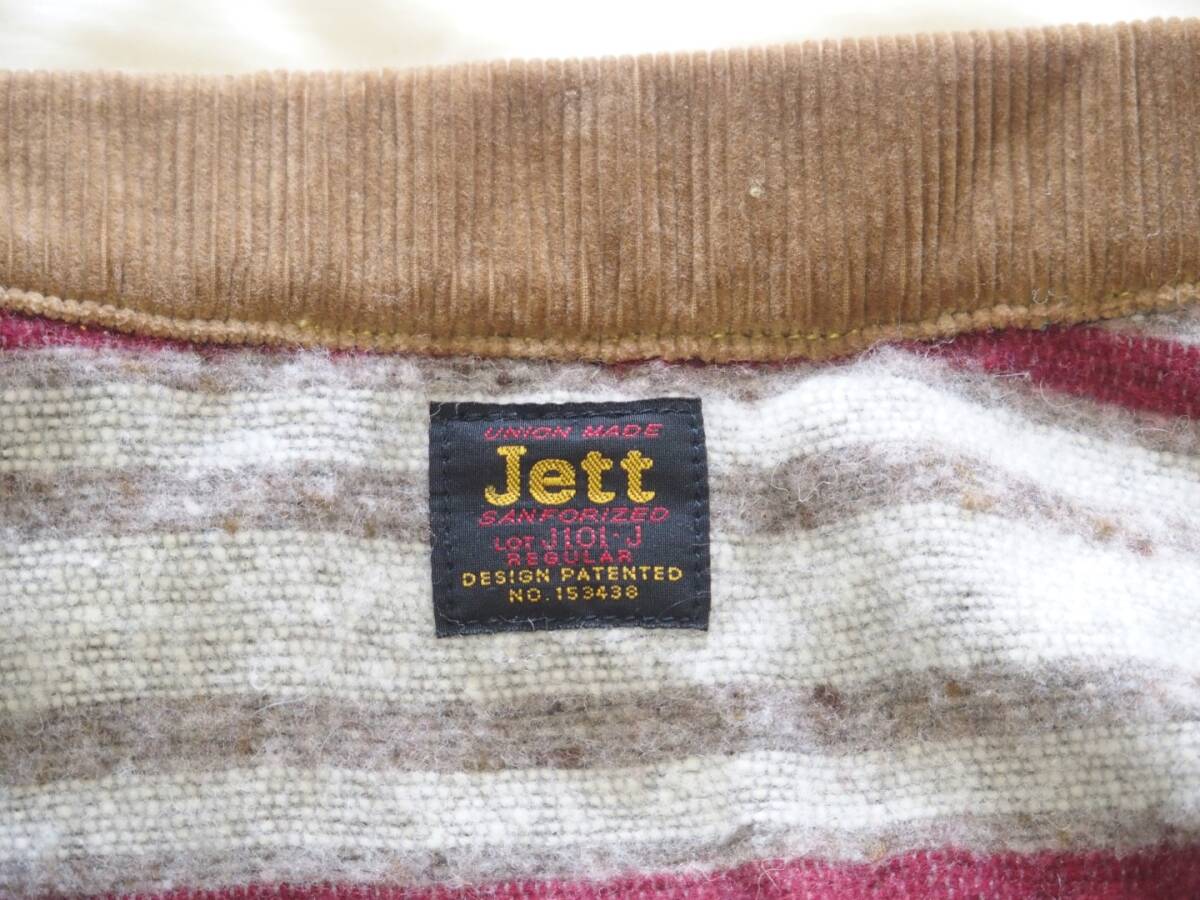 UNION MADE
Jett
SANFORIZED
LOT J101-J
REGULAR
DESIGN PATENTED
NO. 153438